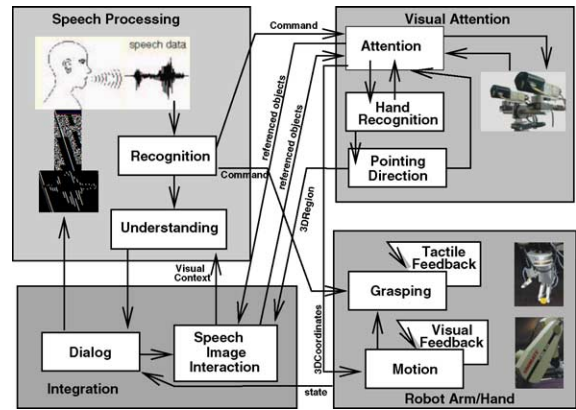 Speech Processing
speech data
Recognition
Understanding
Command
Command
referenced objects
referenced objects
Visual Attention
Attention
Hand
Recognition
Pointing
Direction
3DRegion
Visual
Context
Dialog
Speech
Image
Interaction
Integration
3DCoordinates
state
Tactile
Feedback
Grasping
Visual
Feedback
Motion
Robot Arm/Hand